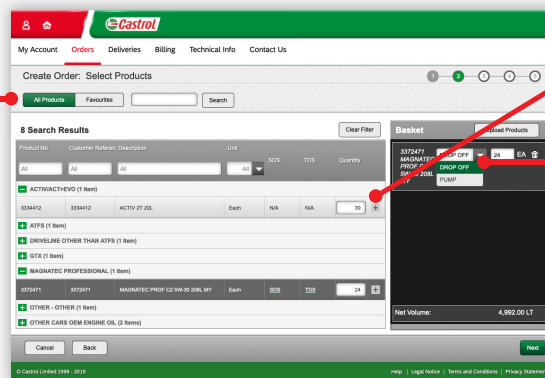 Castrol
My Account Orders Deliveries Billing Technical Info Contact Us
Create Order: Select Products
1 2 3 4 5
All Products Favourites Search
8 Search Results Clear Filter
Product No Customer Referen Description Unit SDS TDS Quantity
All All All All
ACTIV/ACT>EVO (1 Item)
3334412 3334412 ACTIV 2T 20L Each N/A N/A 30
ATFS (1 Item)
DRIVELINE OTHER THAN ATFS (1 Item)
GTX (1 Item)
MAGNATEC PROFESSIONAL (1 Item)
3372471 3372471 MAGNATEC PROF C2 5W-30 208L MY Each SDS TDS 24
OTHER - OTHER (1 Item)
OTHER CARS OEM ENGINE OIL (2 Items)
Basket Upload Products
3372471 DROP OFF 24 EA
MAGNATEC
PROF DROP OFF
208L PUMP
Net Volume: 4,992.00 LT
Cancel Back Next
© Castrol Limited 1999 - 2019 Help | Legal Notice | Terms and Conditions | Privacy Statement